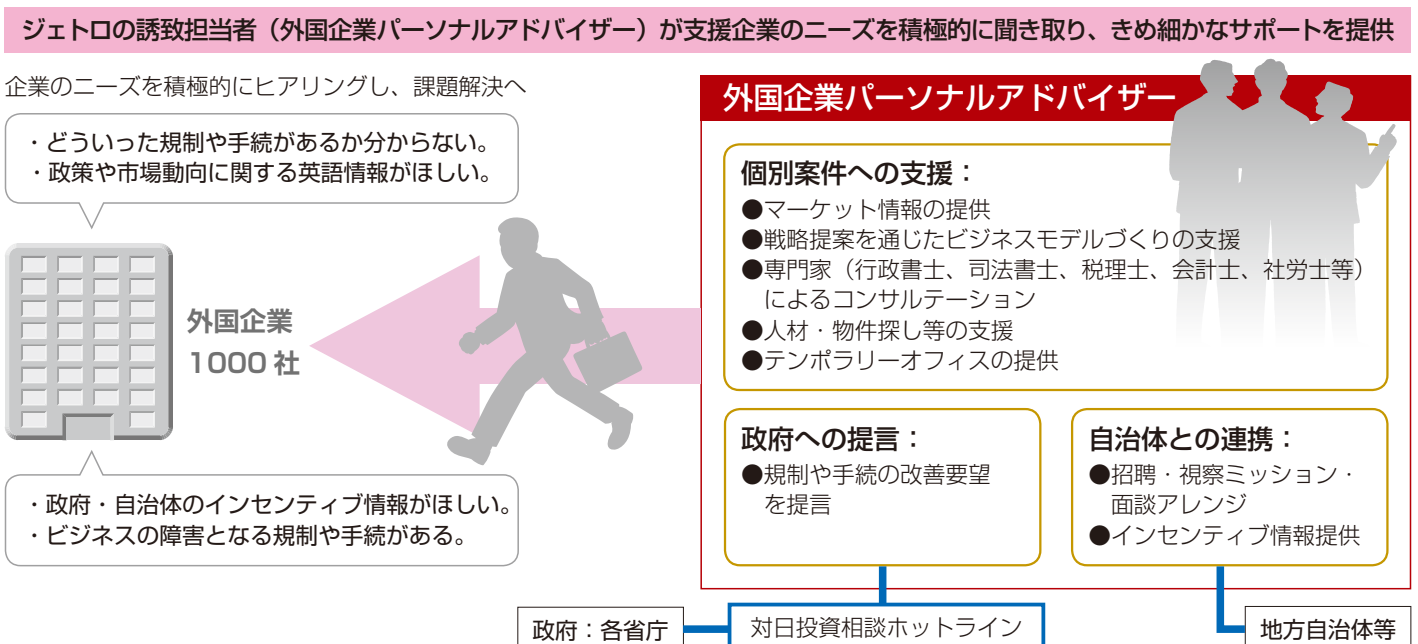 ジェトロの誘致担当者（外国企業パーソナルアドバイザー）が支援企業のニーズを積極的に聞き取り、きめ細かなサポートを提供
企業のニーズを積極的にヒアリングし、課題解決へ
・どういった規制や手続があるか分からない。
・政策や市場動向に関する英語情報がほしい。
外国企業
1000 社
・政府・自治体のインセンティブ情報がほしい。
・ビジネスの障害となる規制や手続がある。
外国企業パーソナルアドバイザー
個別案件への支援：
●マーケット情報の提供
●戦略提案を通じたビジネスモデルづくりの支援
●専門家（行政書士、司法書士、税理士、会計士、社労士等）
によるコンサルテーション
●人材・物件探し等の支援
●テンポラリーオフィスの提供
政府への提言：
●規制や手続の改善要望
を提言
自治体との連携：
●招聘・視察ミッション・
面談アレンジ
●インセンティブ情報提供
政府：各省庁
対日投資相談ホットライン
地方自治体等